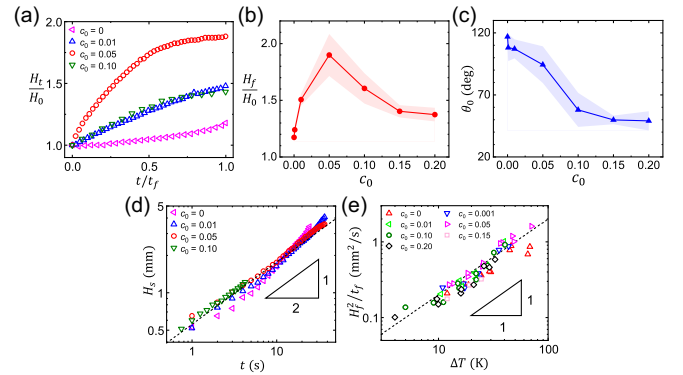 (a)
H_t/H_0
2.0
1.5
1.0
c_0 = 0
c_0 = 0.01
c_0 = 0.05
c_0 = 0.10
0.0 0.5 1.0
t/t_f
(b)
H_f/H_0
2.2
1.8
1.4
1.0
0.00 0.05 0.10 0.15 0.20
c_0
(c)
θ_0 (deg)
120
70
20
0.00 0.05 0.10 0.15 0.20
c_0
(d)
H_s (mm)
5
0.5
c_0 = 0
c_0 = 0.01
c_0 = 0.05
c_0 = 0.10
1
2
1 10
t (s)
(e)
H_f^2/t_f (mm^2/s)
1
0.1
c_0 = 0 c_0 = 0.001
c_0 = 0.01 c_0 = 0.05
c_0 = 0.10 c_0 = 0.15
c_0 = 0.20
1
1
10 100
ΔT (K)